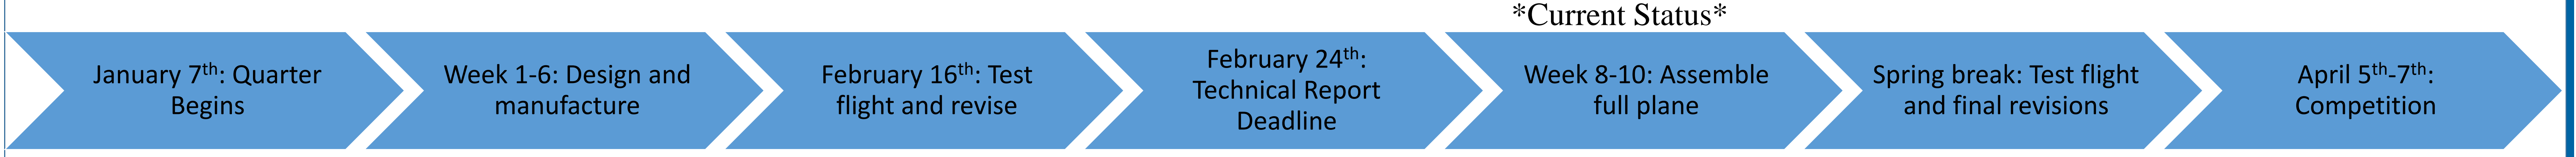 *Current Status*
January 7th: Quarter
Begins
Week 1-6: Design and
manufacture
February 16th: Test
flight and revise
February 24th:
Technical Report
Deadline
Week 8-10: Assemble
full plane
Spring break: Test flight
and final revisions
April 5th-7th:
Competition